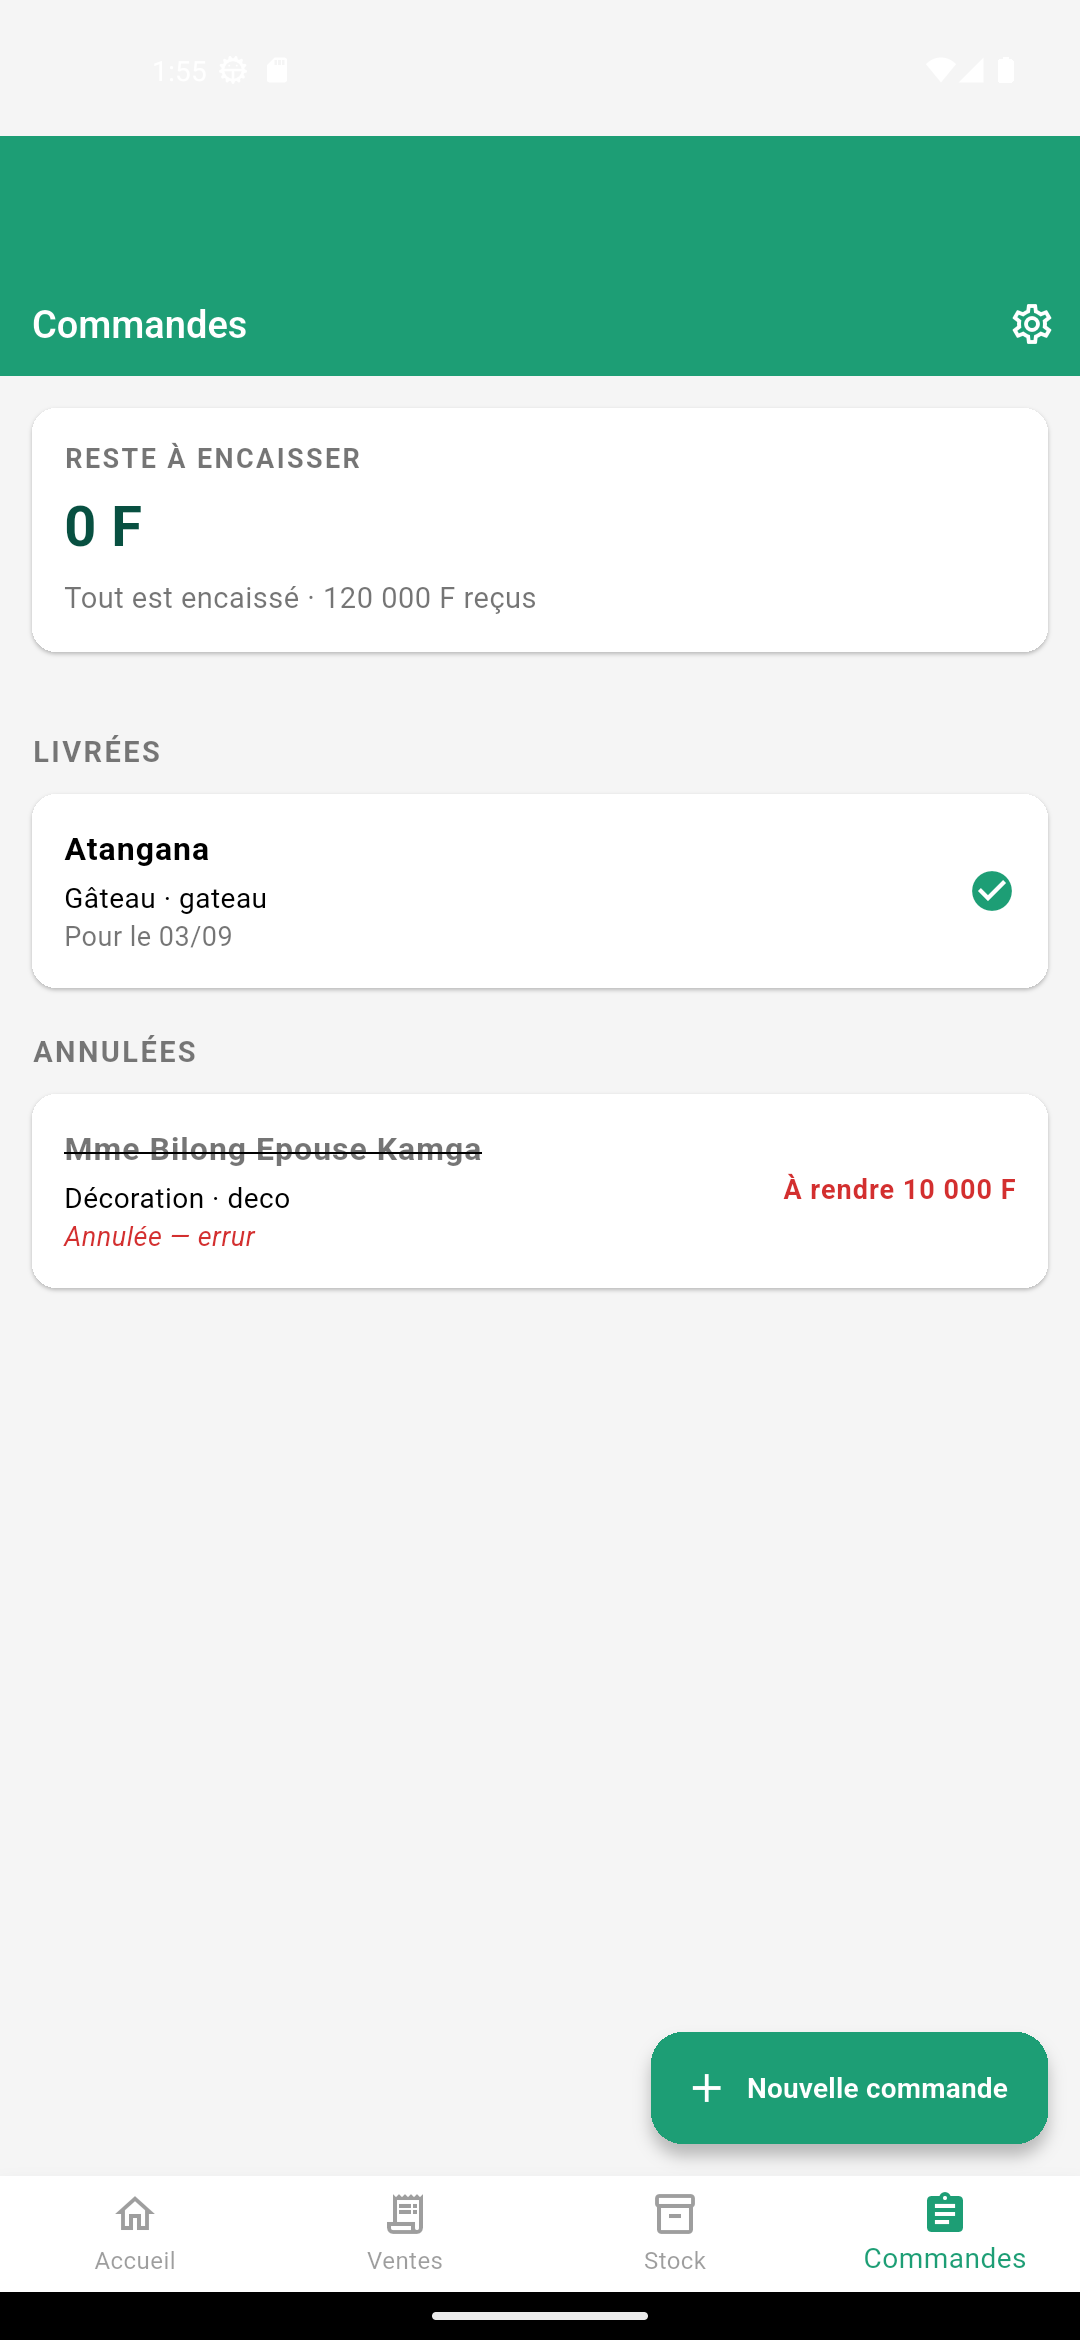 1:55
Commandes
RESTE À ENCAISSER
0 F
Tout est encaissé · 120 000 F reçus
LIVRÉES
Atangana
Gâteau · gateau
Pour le 03/09
ANNULÉES
Mme Bilong Epouse Kamga
Décoration · deco
À rendre 10 000 F
Annulée — errur
Nouvelle commande
Accueil
Ventes
Stock
Commandes